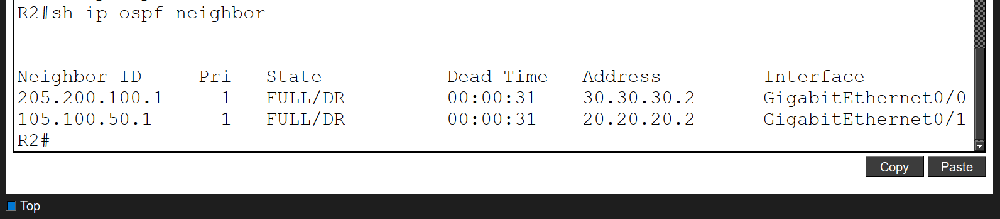 R2#sh ip ospf neighbor
Neighbor ID     Pri   State           Dead Time   Address         Interface
205.200.100.1     1   FULL/DR         00:00:31    30.30.30.2      GigabitEthernet0/0
105.100.50.1      1   FULL/DR         00:00:31    20.20.20.2      GigabitEthernet0/1
R2#
Copy Paste
Top